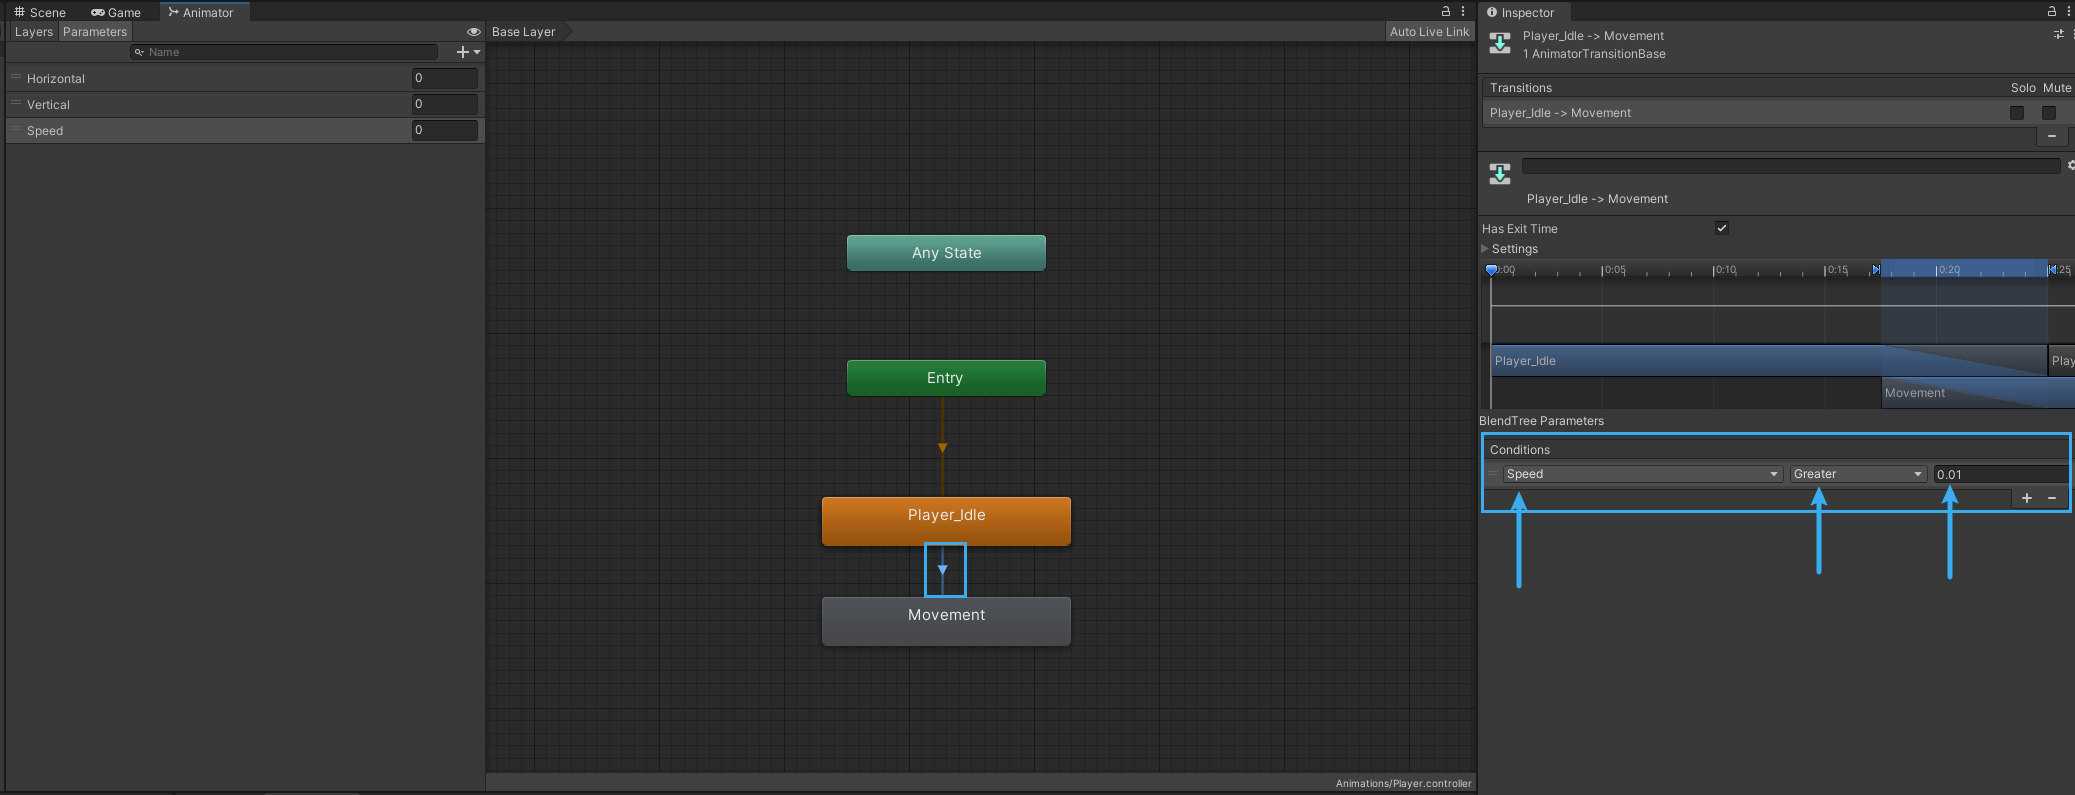 Scene Game Animator
Layers Parameters
Name
Horizontal 0
Vertical 0
Speed 0
Base Layer Auto Live Link
Any State
Entry
Player_Idle
Movement
Animations/Player.controller
Inspector
Player_Idle -> Movement
1 AnimatorTransitionBase
Transitions Solo Mute
Player_Idle -> Movement
Player_Idle -> Movement
Has Exit Time
Settings
0:00 0:05 0:10 0:15 0:20 0:25
Player_Idle Play
Movement
BlendTree Parameters
Conditions
Speed Greater 0.01